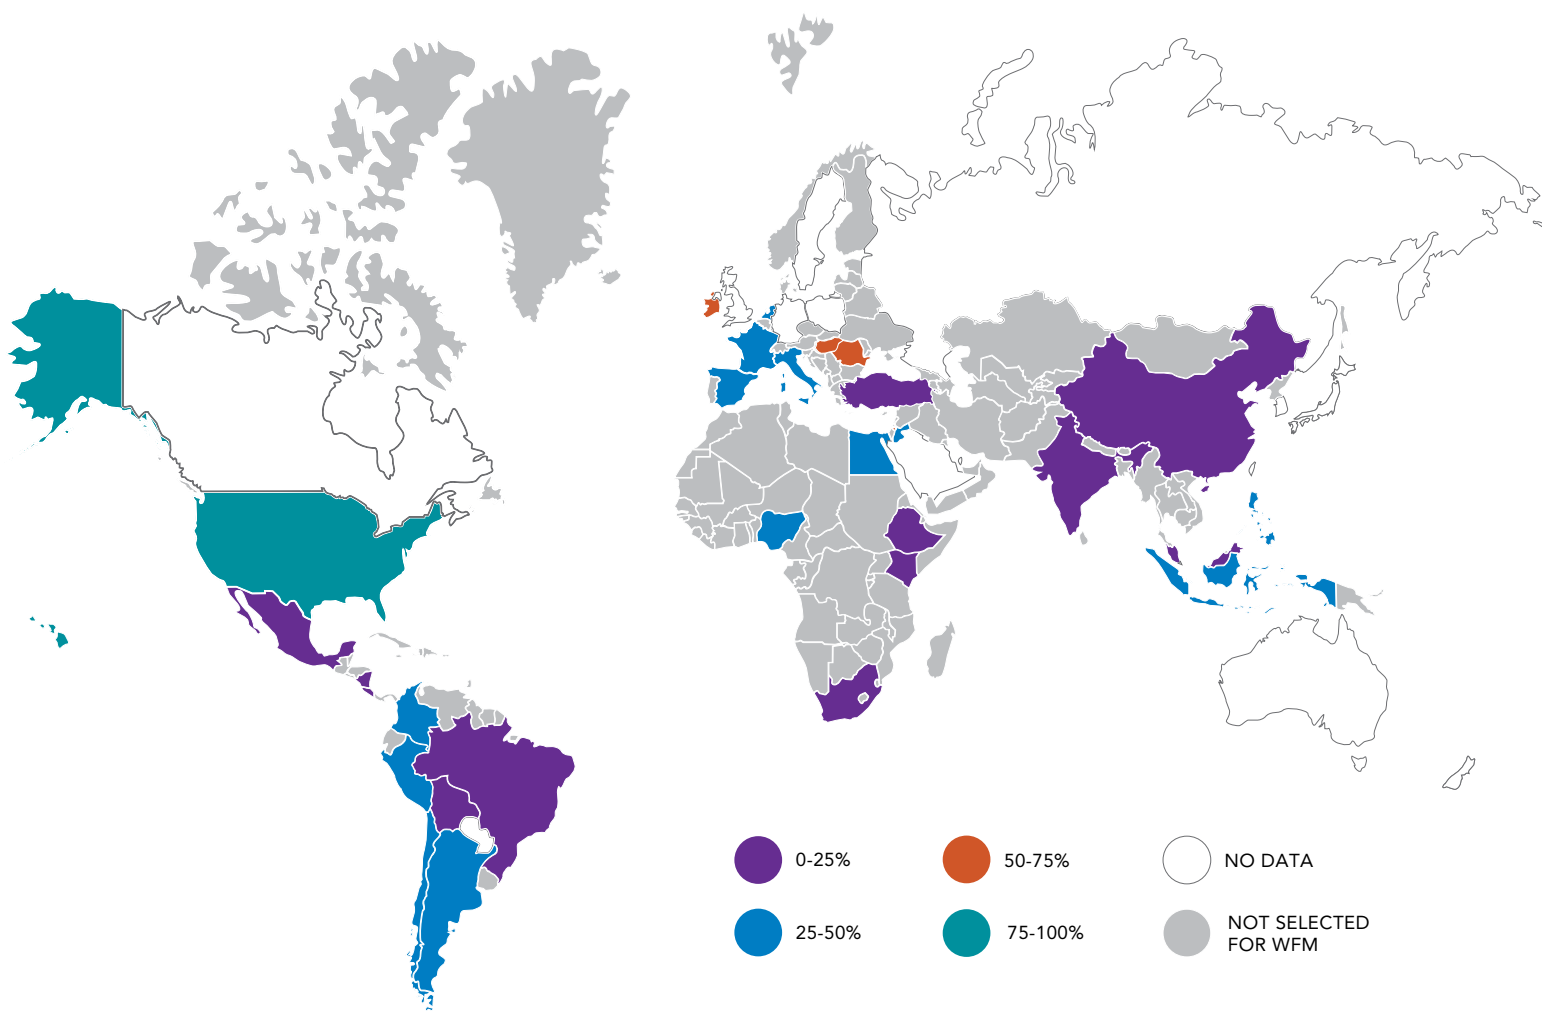 0-25%
50-75%
NO DATA
25-50%
75-100%
NOT SELECTED
FOR WFM